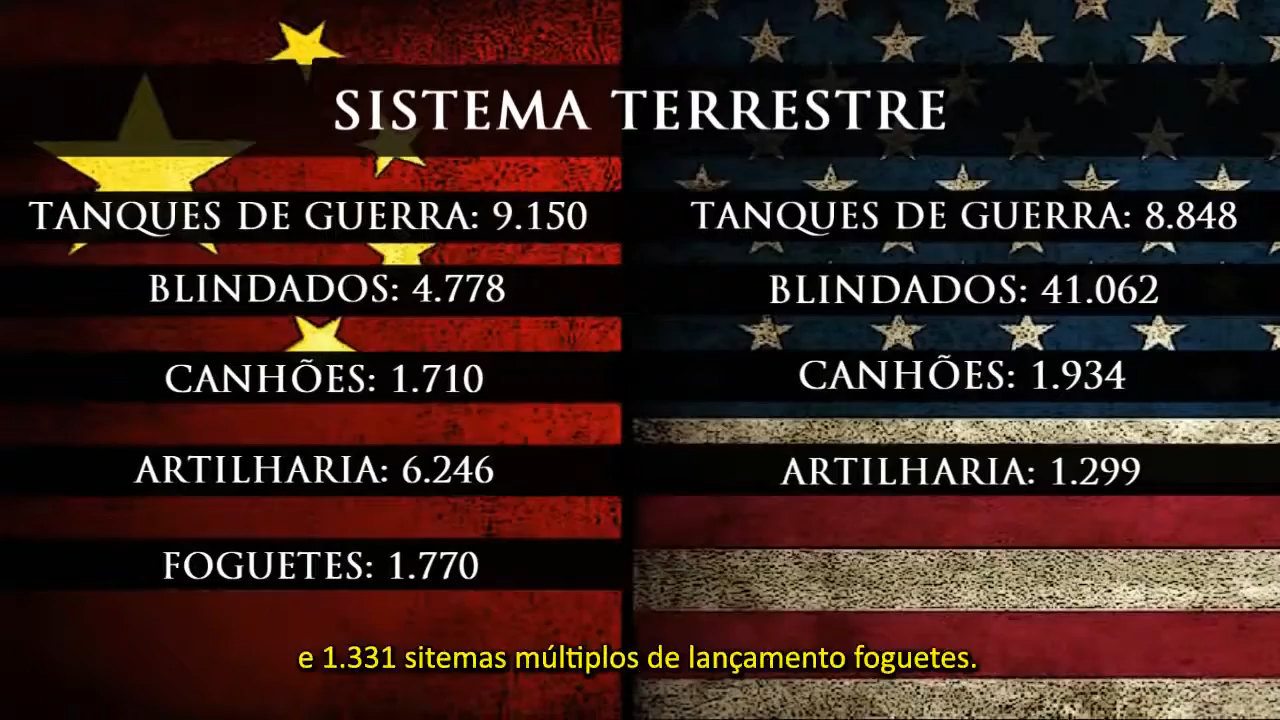 SISTEMA TERRESTRE
TANQUES DE GUERRA: 9.150
BLINDADOS: 4.778
CANHÕES: 1.710
ARTILHARIA: 6.246
FOGUETES: 1.770
TANQUES DE GUERRA: 8.848
BLINDADOS: 41.062
CANHÕES: 1.934
ARTILHARIA: 1.299
e 1.331 sitemas múltiplos de lançamento foguetes.